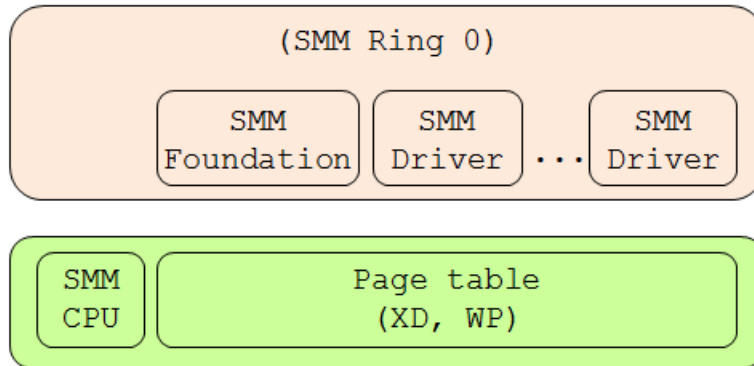 (SMM Ring 0)
SMM
Foundation
SMM
Driver
...
SMM
Driver
SMM
CPU
Page table
(XD, WP)